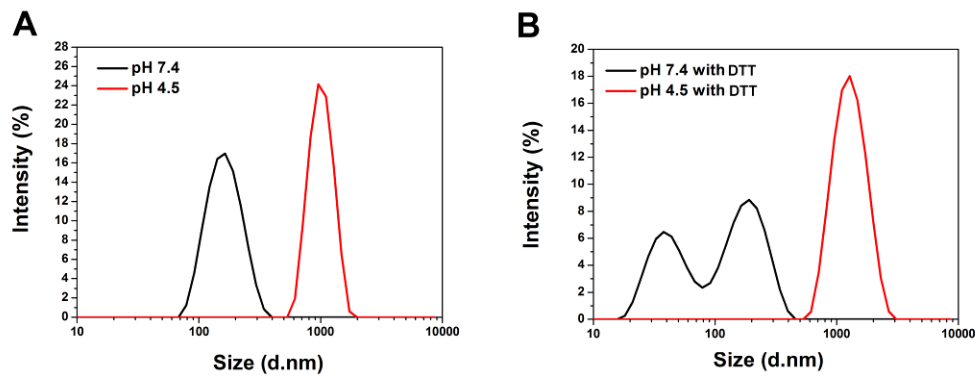 A
28
26
24
22
20
18
16
14
12
10
8
6
4
2
0
Intensity (%)
pH 7.4
pH 4.5
10 100 1000 10000
Size (d.nm)
B
20
18
16
14
12
10
8
6
4
2
0
Intensity (%)
pH 7.4 with DTT
pH 4.5 with DTT
10 100 1000 10000
Size (d.nm)